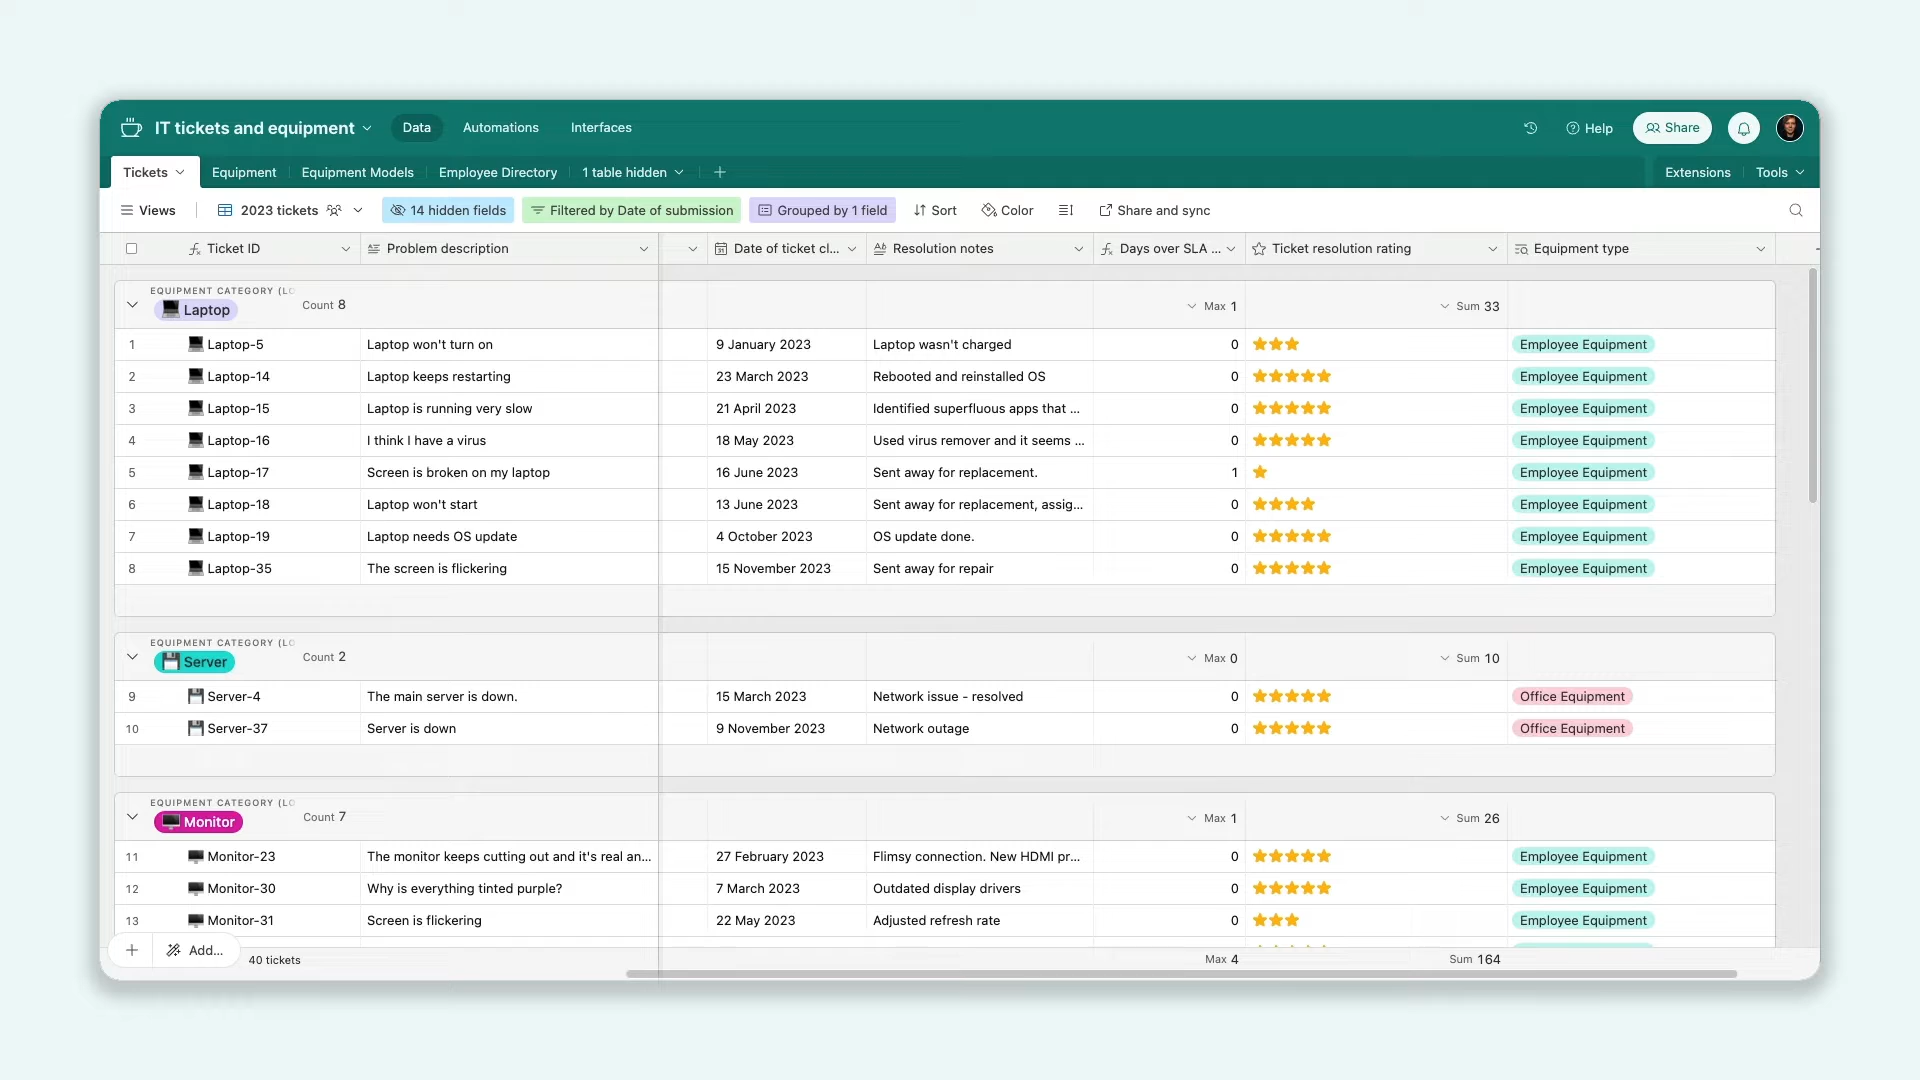 IT tickets and equipment Data Automations Interfaces Help Share
Tickets Equipment Equipment Models Employee Directory 1 table hidden Extensions Tools
Views 2023 tickets 14 hidden fields Filtered by Date of submission Grouped by 1 field Sort Color Share and sync
Ticket ID Problem description Date of ticket cl... Resolution notes Days over SLA ... Ticket resolution rating Equipment type
EQUIPMENT CATEGORY (LO
Laptop Count 8 Max 1 Sum 33
1 Laptop-5 Laptop won't turn on 9 January 2023 Laptop wasn't charged 0 Employee Equipment
2 Laptop-14 Laptop keeps restarting 23 March 2023 Rebooted and reinstalled OS 0 Employee Equipment
3 Laptop-15 Laptop is running very slow 21 April 2023 Identified superfluous apps that ... 0 Employee Equipment
4 Laptop-16 I think I have a virus 18 May 2023 Used virus remover and it seems ... 0 Employee Equipment
5 Laptop-17 Screen is broken on my laptop 16 June 2023 Sent away for replacement. 1 Employee Equipment
6 Laptop-18 Laptop won't start 13 June 2023 Sent away for replacement, assig... 0 Employee Equipment
7 Laptop-19 Laptop needs OS update 4 October 2023 OS update done. 0 Employee Equipment
8 Laptop-35 The screen is flickering 15 November 2023 Sent away for repair 0 Employee Equipment
EQUIPMENT CATEGORY (LO
Server Count 2 Max 0 Sum 10
9 Server-4 The main server is down. 15 March 2023 Network issue - resolved 0 Office Equipment
10 Server-37 Server is down 9 November 2023 Network outage 0 Office Equipment
EQUIPMENT CATEGORY (LO
Monitor Count 7 Max 1 Sum 26
11 Monitor-23 The monitor keeps cutting out and it's real an... 27 February 2023 Flimsy connection. New HDMI pr... 0 Employee Equipment
12 Monitor-30 Why is everything tinted purple? 7 March 2023 Outdated display drivers 0 Employee Equipment
13 Monitor-31 Screen is flickering 22 May 2023 Adjusted refresh rate 0 Employee Equipment
Add... 40 tickets Max 4 Sum 164